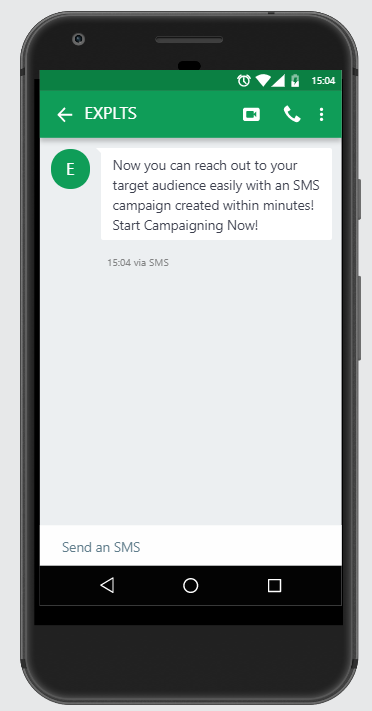 15:04
EXPLTS
E
Now you can reach out to your
target audience easily with an SMS
campaign created within minutes!
Start Campaigning Now!
15:04 via SMS
Send an SMS